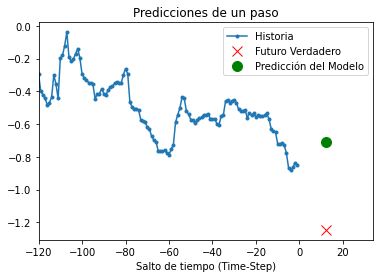 Predicciones de un paso
Historia
Futuro Verdadero
Predicción del Modelo
0.0
−0.2
−0.4
−0.6
−0.8
−1.0
−1.2
−120 −100 −80 −60 −40 −20 0 20
Salto de tiempo (Time-Step)